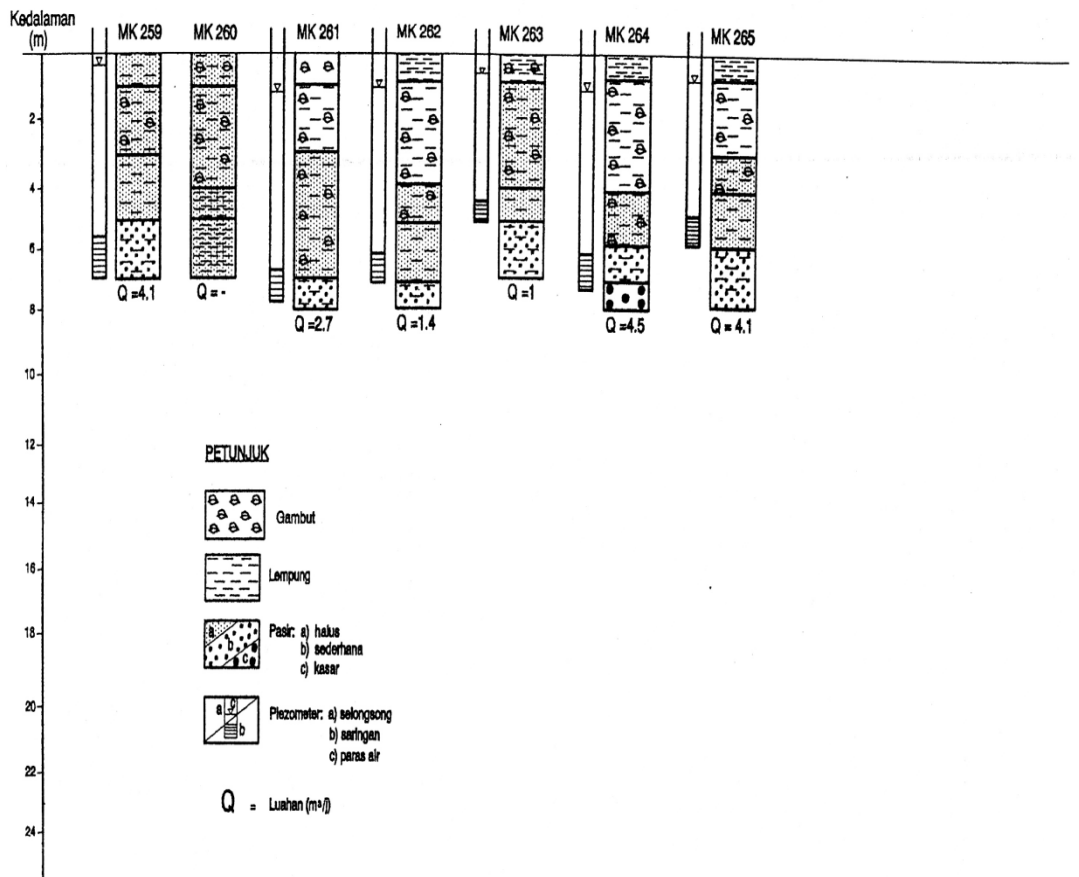 Kedalaman
(m)
MK 259 MK 260 MK 261 MK 262 MK 263 MK 264 MK 265
2
4
6
8
10
12
14
16
18
20
22
24
Q =4.1 Q = - Q =2.7 Q =1.4 Q =1 Q =4.5 Q = 4.1
PETUNJUK
Gambut
Lempung
a b c
Pasir: a) halus
b) sederhana
c) kasar
a c b
Piezometer: a) selongsong
b) saringan
c) paras air
Q = Luahan (m³/j)